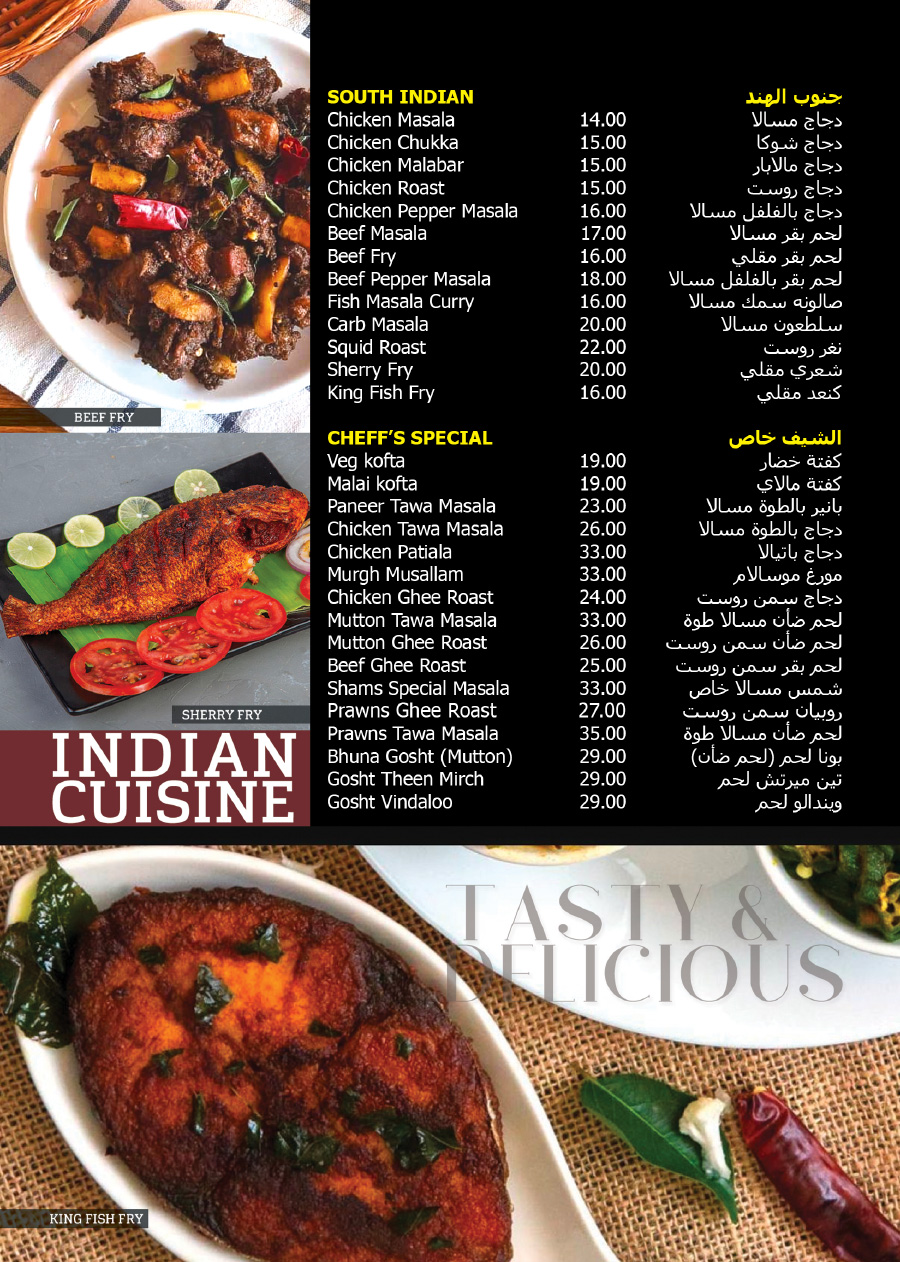 SOUTH INDIAN 	جنوب الهند
Chicken Masala 14.00 دجاج مسالا
Chicken Chukka 15.00 دجاج شوكا
Chicken Malabar 15.00 دجاج مالابار
Chicken Roast 15.00 دجاج روست
Chicken Pepper Masala 16.00 دجاج بالفلفل مسالا
Beef Masala 17.00 لحم بقر مسالا
Beef Fry 16.00 لحم بقر مقلي
Beef Pepper Masala 18.00 لحم بقر بالفلفل مسالا
Fish Masala Curry 16.00 صالونه سمك مسالا
Carb Masala 20.00 سلطعون مسالا
Squid Roast 22.00 نغر روست
Sherry Fry 20.00 شعري مقلي
King Fish Fry 16.00 كنعد مقلي
BEEF FRY
CHEFF'S SPECIAL الشيف خاص
Veg kofta 19.00 كفتة خضار
Malai kofta 19.00 كفتة مالاي
Paneer Tawa Masala 23.00 بانير بالطوة مسالا
Chicken Tawa Masala 26.00 دجاج بالطوة مسالا
Chicken Patiala 33.00 دجاج باتيالا
Murgh Musallam 33.00 مورغ موسالام
Chicken Ghee Roast 24.00 دجاج سمن روست
Mutton Tawa Masala 33.00 لحم ضأن مسالا طوة
Mutton Ghee Roast 26.00 لحم ضأن سمن روست
Beef Ghee Roast 25.00 لحم بقر سمن روست
Shams Special Masala 33.00 شمس مسالا خاص
Prawns Ghee Roast 27.00 روبيان سمن روست
Prawns Tawa Masala 35.00 لحم ضأن مسالا طوة
Bhuna Gosht (Mutton) 29.00 بونا لحم (لحم ضأن)
Gosht Theen Mirch 29.00 تين ميرتش لحم
Gosht Vindaloo 29.00 ويندالو لحم
SHERRY FRY
INDIAN
CUISINE
TASTY &
DELICIOUS
KING FISH FRY